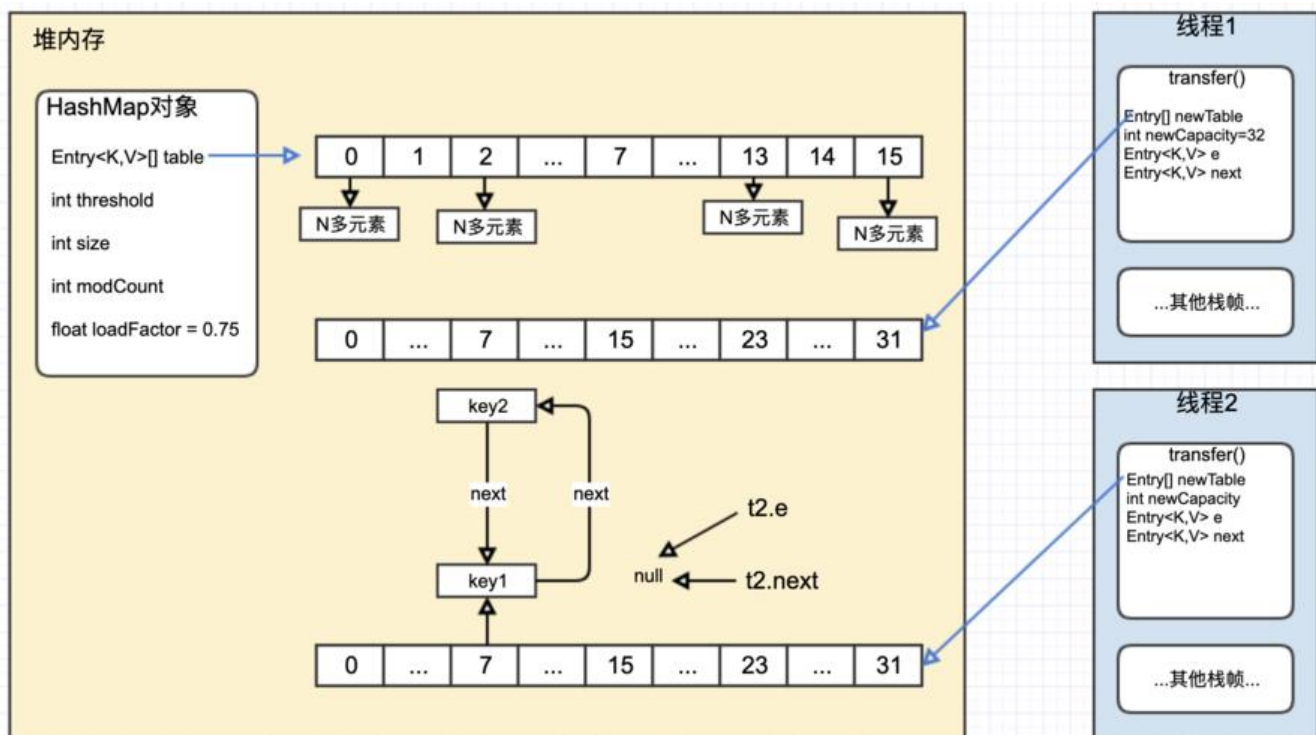 堆内存
HashMap对象
Entry<K,V>[] table
int threshold
int size
int modCount
float loadFactor = 0.75
0 1 2 ... 7 ... 13 14 15
N多元素 N多元素 N多元素 N多元素
0 ... 7 ... 15 ... 23 ... 31
key2
next next
t2.e
key1
null
t2.next
0 ... 7 ... 15 ... 23 ... 31
线程1
transfer()
Entry[] newTable
int newCapacity=32
Entry<K,V> e
Entry<K,V> next
...其他栈帧...
线程2
transfer()
Entry[] newTable
int newCapacity
Entry<K,V> e
Entry<K,V> next
...其他栈帧...